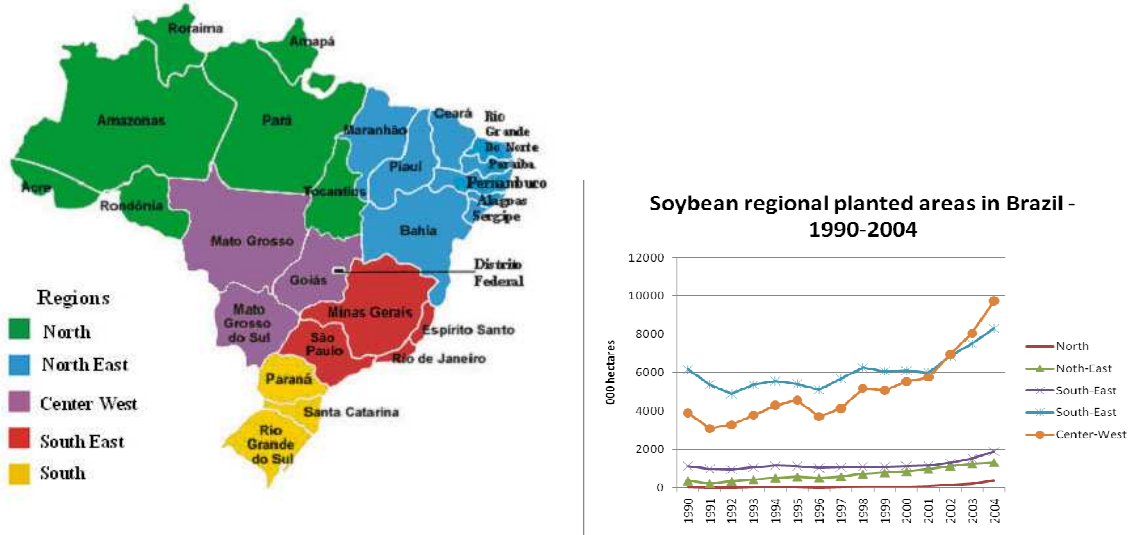 Roraima
Amapá
Amazonas
Pará
Maranhão
Ceará
Rio
Grande
Do Norte
Paraíba
Piauí
Pernambuco
Alagoas
Sergipe
Acre
Rondônia
Tocantins
Bahia
Mato Grosso
Goiás
Distrito
Federal
Mato
Grosso
do Sul
Minas Gerais
Espírito Santo
São
Paulo
Rio de Janeiro
Paraná
Santa Catarina
Rio
Grande
do Sul
Regions
North
North East
Center West
South East
South
Soybean regional planted areas in Brazil -
1990-2004
000 hectares
12000
10000
8000
6000
4000
2000
0
1990
1991
1992
1993
1994
1995
1996
1997
1998
1999
2000
2001
2002
2003
2004
North
Noth-East
South-East
South-East
Center-West